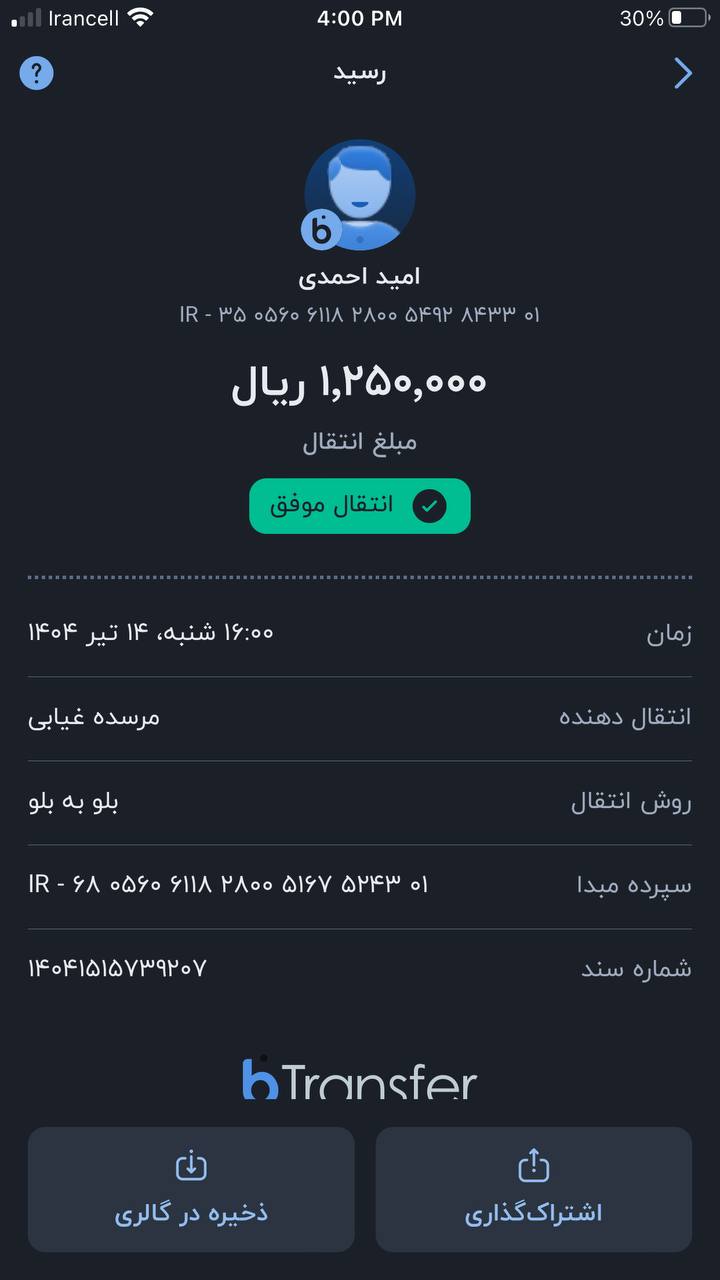 Irancell 4:00 PM 30%
?
رسید
b
امید احمدی
IR - ۳۵ ۰۵۶۰ ۶۱۱۸ ۲۸۰۰ ۵۴۹۲ ۸۴۳۳ ۰۱
۱,۲۵۰,۰۰۰ ریال
مبلغ انتقال
انتقال موفق
زمان ۱۶:۰۰ شنبه، ۱۴ تیر ۱۴۰۴
انتقال دهنده مرسده غیابی
روش انتقال بلو به بلو
سپرده مبدا IR - ۶۸ ۰۵۶۰ ۶۱۱۸ ۲۸۰۰ ۵۱۶۷ ۵۲۴۳ ۰۱
شماره سند ۱۴۰۴۱۵۱۵۷۳۹۲۰۷
bTransfer
اشتراک‌گذاری ذخیره در گالری